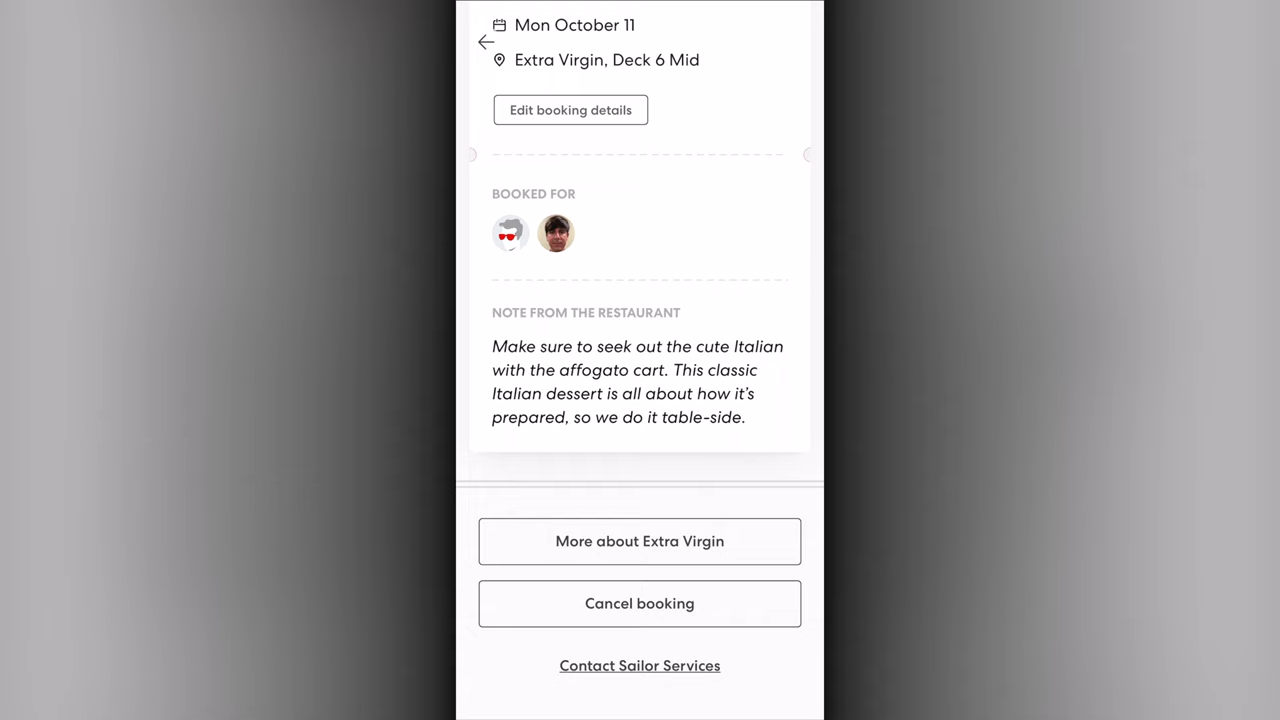 Mon October 11
Extra Virgin, Deck 6 Mid
Edit booking details
BOOKED FOR
NOTE FROM THE RESTAURANT
Make sure to seek out the cute Italian
with the affogato cart. This classic
Italian dessert is all about how it's
prepared, so we do it table-side.
More about Extra Virgin
Cancel booking
Contact Sailor Services